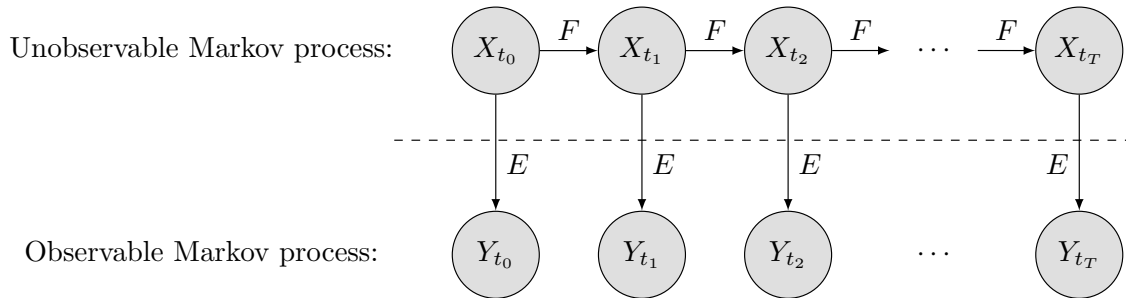 F F F F
Unobservable Markov process: X_{t_0} X_{t_1} X_{t_2} ⋯ X_{t_T}
E E E E
Observable Markov process: Y_{t_0} Y_{t_1} Y_{t_2} ⋯ Y_{t_T}